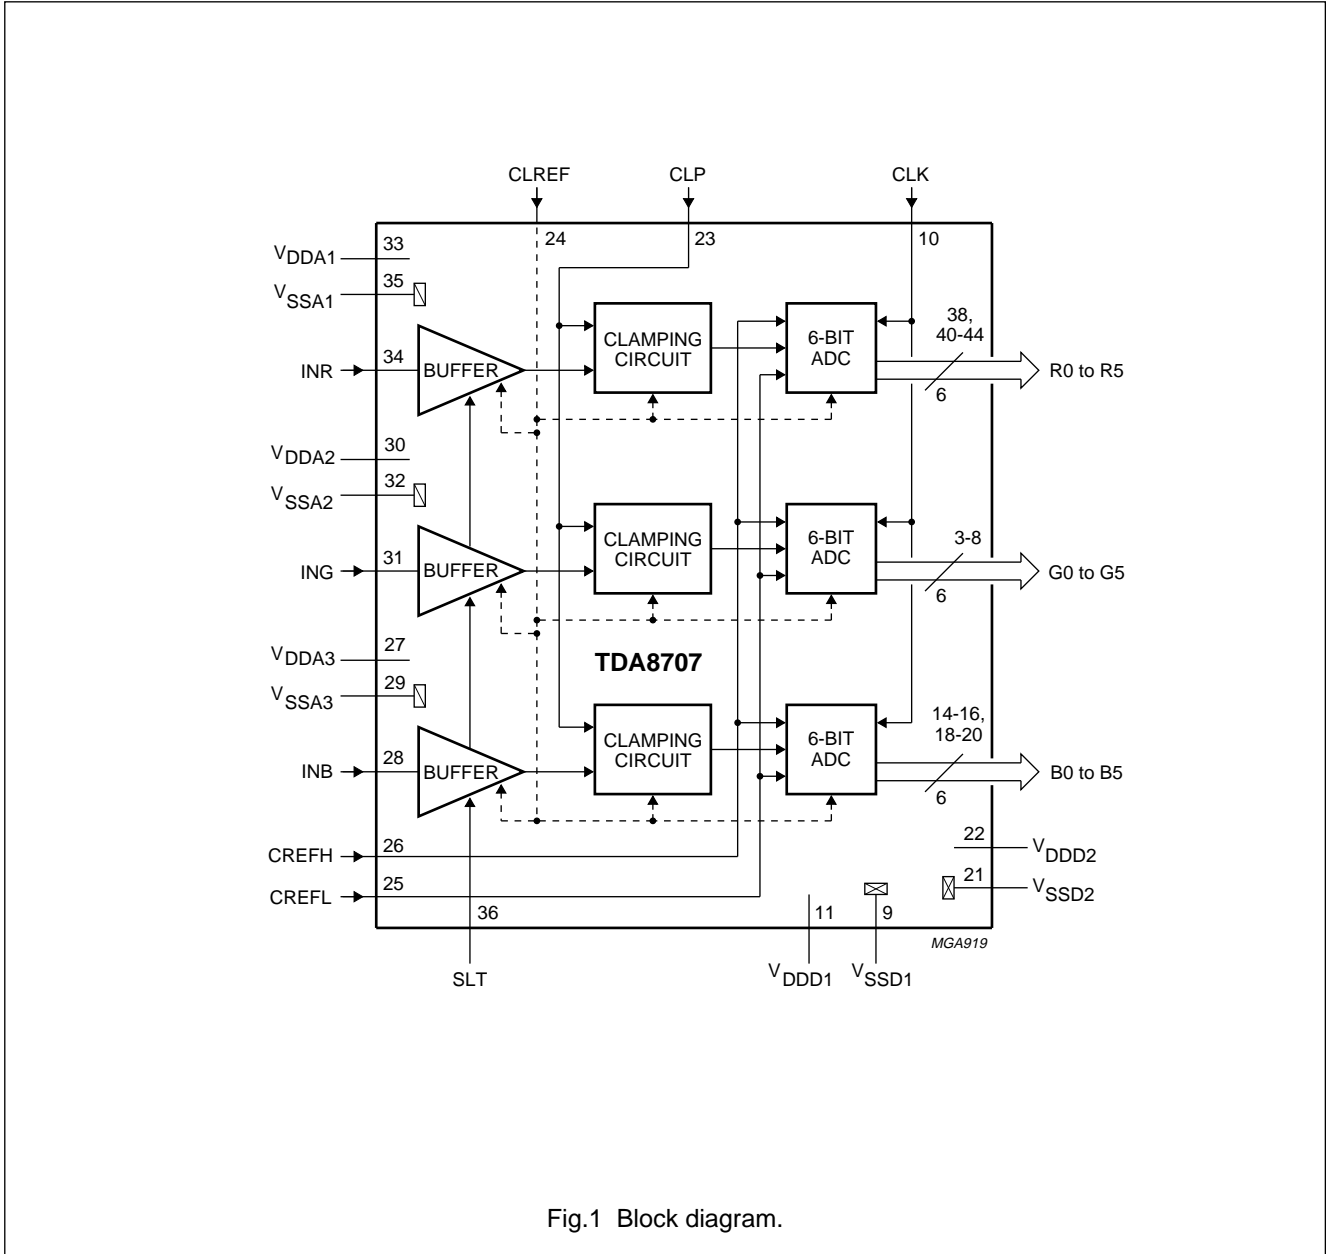 CLREF
CLP
CLK
24
23
10
VDDA1
33
VSSA1
35
INR
34
BUFFER
CLAMPING
CIRCUIT
6-BIT
ADC
38,
40-44
6
R0 to R5
VDDA2
30
VSSA2
32
ING
31
BUFFER
CLAMPING
CIRCUIT
6-BIT
ADC
3-8
6
G0 to G5
TDA8707
VDDA3
27
VSSA3
29
INB
28
BUFFER
CLAMPING
CIRCUIT
6-BIT
ADC
14-16,
18-20
6
B0 to B5
CREFH
26
CREFL
25
22
VDDD2
21
VSSD2
36
11
9
MGA919
SLT
VDDD1
VSSD1
Fig.1 Block diagram.